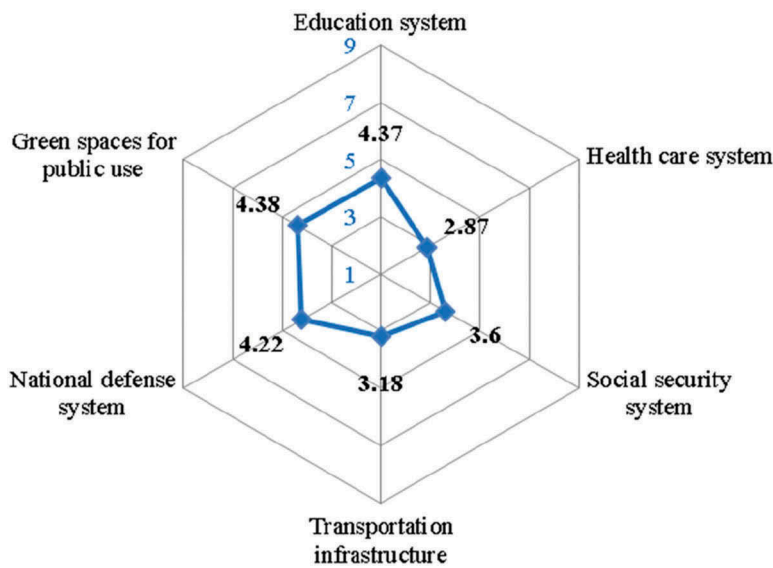 Education system
9
7
4.37
Green spaces for
public use
Health care system
5
4.38
2.87
3
1
4.22
3.6
National defense
system
3.18
Social security
system
Transportation
infrastructure